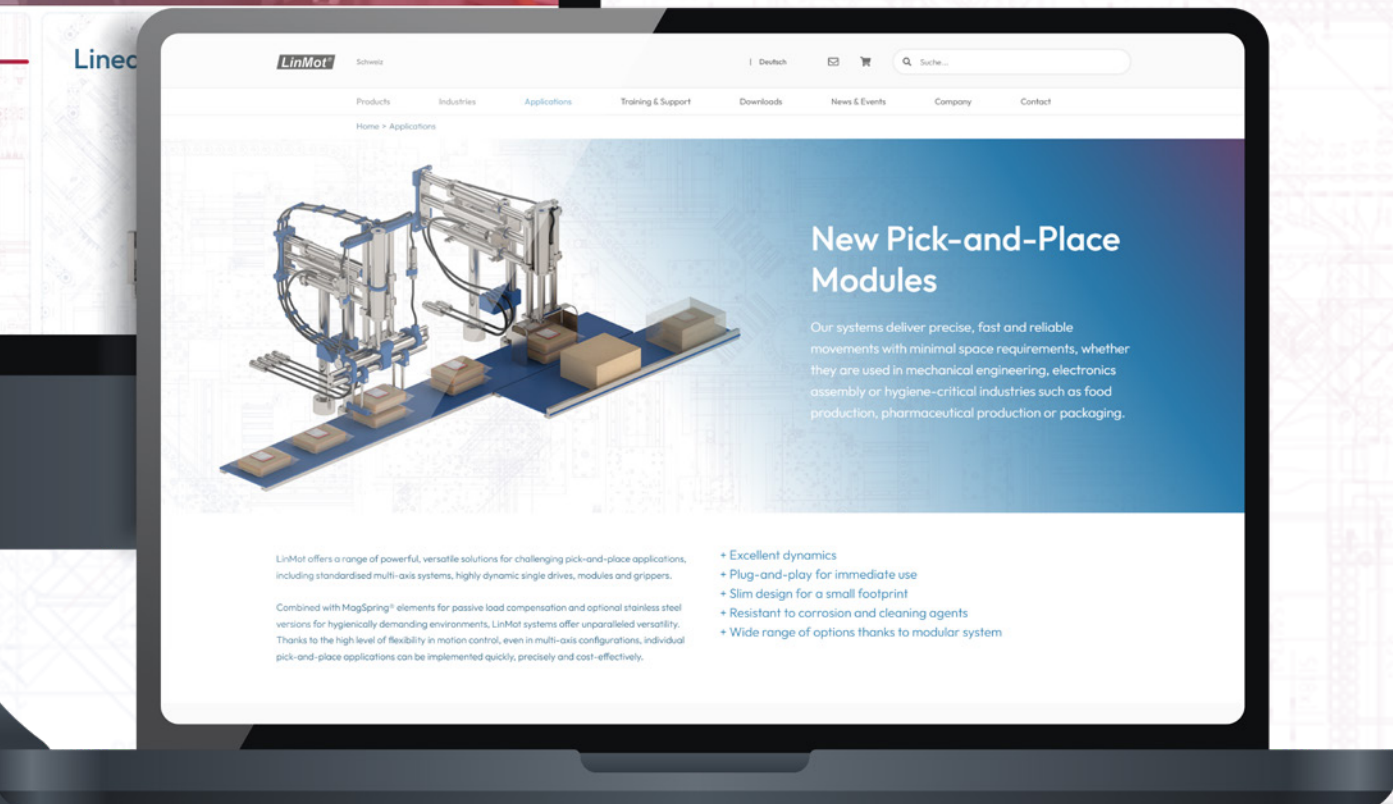 Linea
LinMot®
Schweiz
Deutsch
Suche...
Products
Industries
Applications
Training & Support
Downloads
News & Events
Company
Contact
Home > Applications
New Pick-and-Place
Modules
Our systems deliver precise, fast and reliable
movements with minimal space requirements, whether
they are used in mechanical engineering, electronics
assembly or hygiene-critical industries such as food
production, pharmaceutical production or packaging.
LinMot offers a range of powerful, versatile solutions for challenging pick-and-place applications,
including standardised multi-axis systems, highly dynamic single drives, modules and grippers.
Combined with MagSpring® elements for passive load compensation and optional stainless steel
versions for hygienically demanding environments, LinMot systems offer unparalleled versatility.
Thanks to the high level of flexibility in motion control, even in multi-axis configurations, individual
pick-and-place applications can be implemented quickly, precisely and cost-effectively.
+ Excellent dynamics
+ Plug-and-play for immediate use
+ Slim design for a small footprint
+ Resistant to corrosion and cleaning agents
+ Wide range of options thanks to modular system